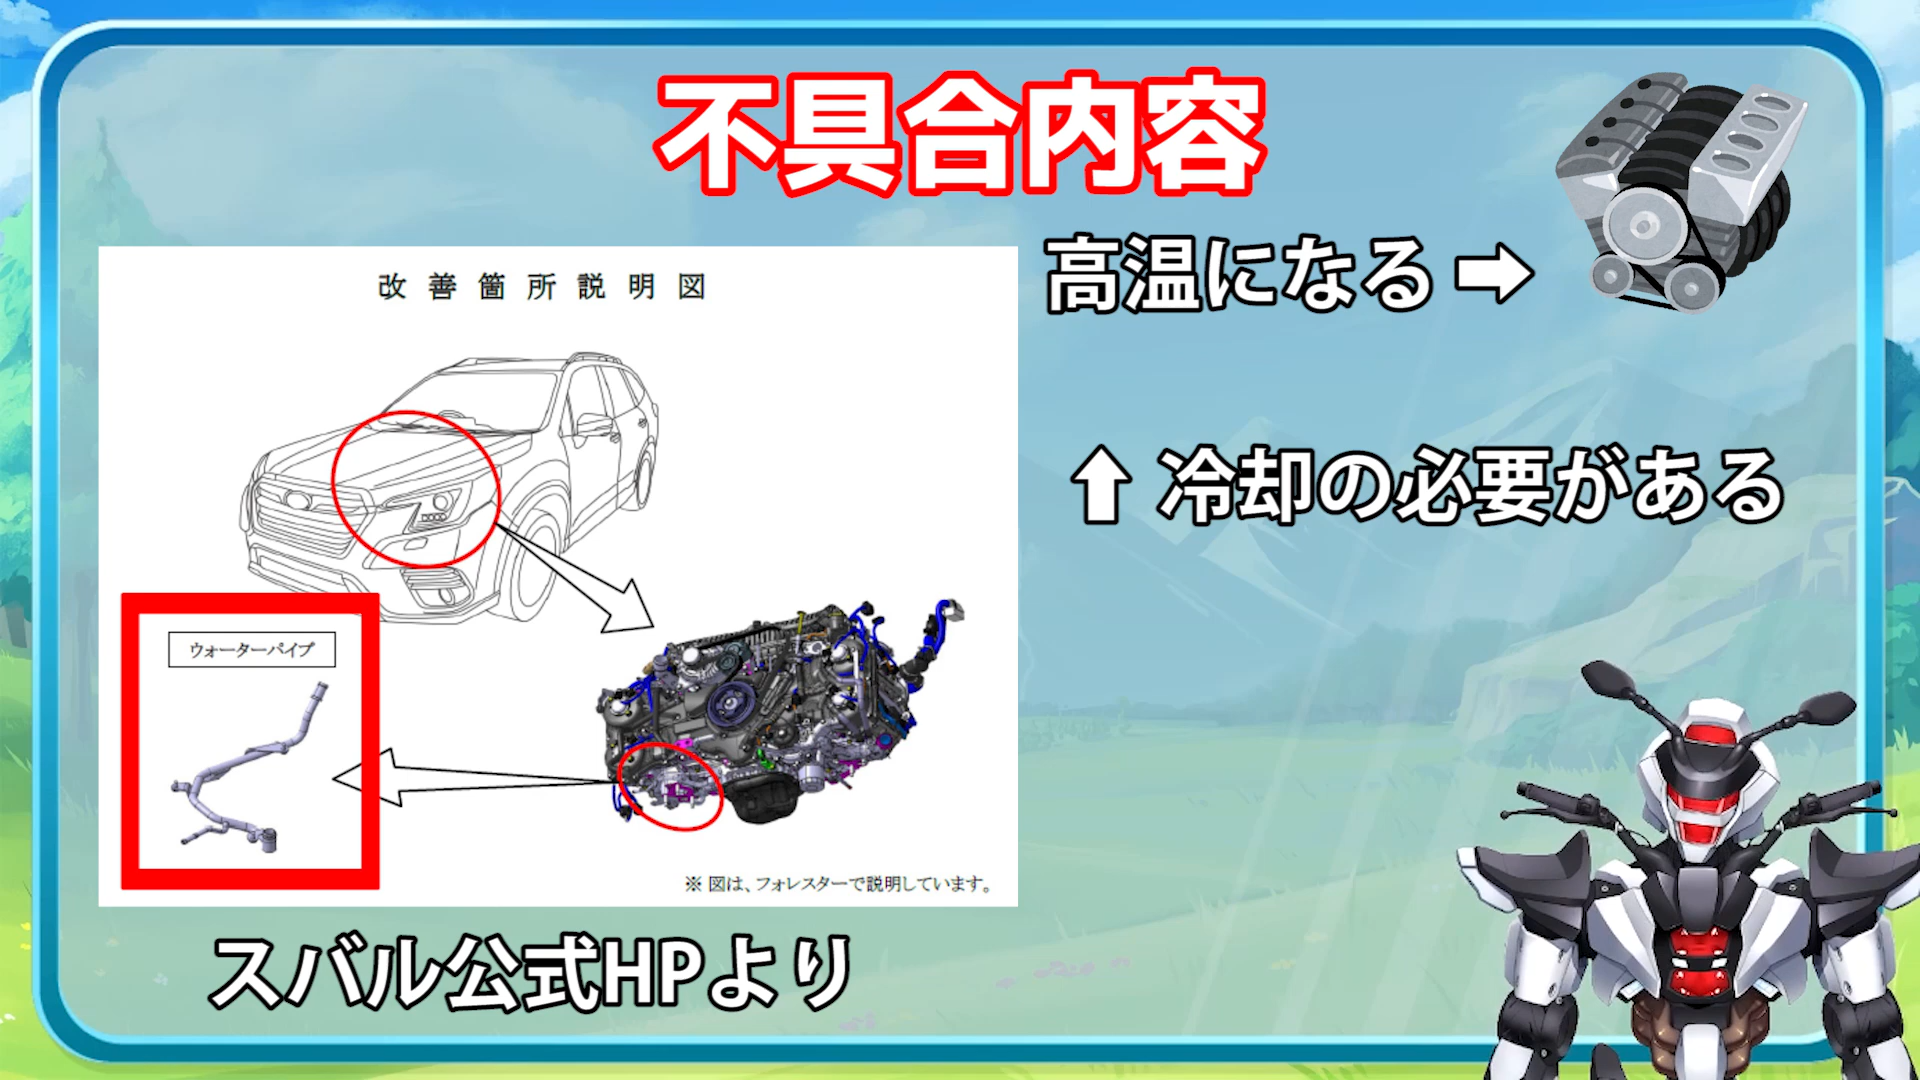 不具合内容
高温になる ➡
⬆ 冷却の必要がある
改善箇所説明図
ウォーターパイプ
※ 図は、フォレスターで説明しています。
スバル公式HPより